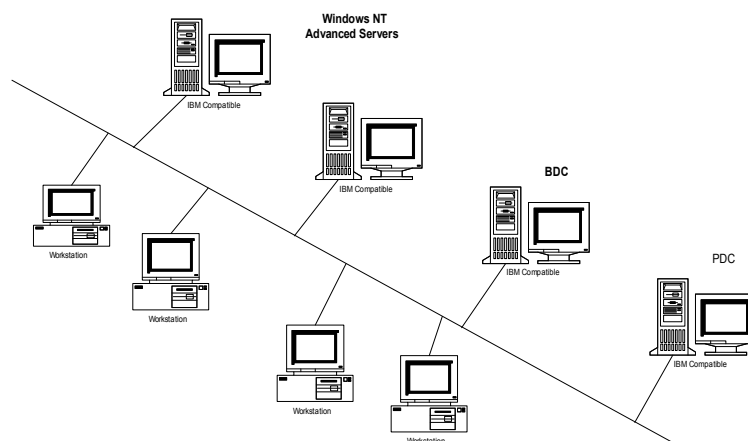 Windows NT
Advanced Servers
IBM Compatible
IBM Compatible
BDC
Workstation
PDC
IBM Compatible
Workstation
IBM Compatible
Workstation
Workstation